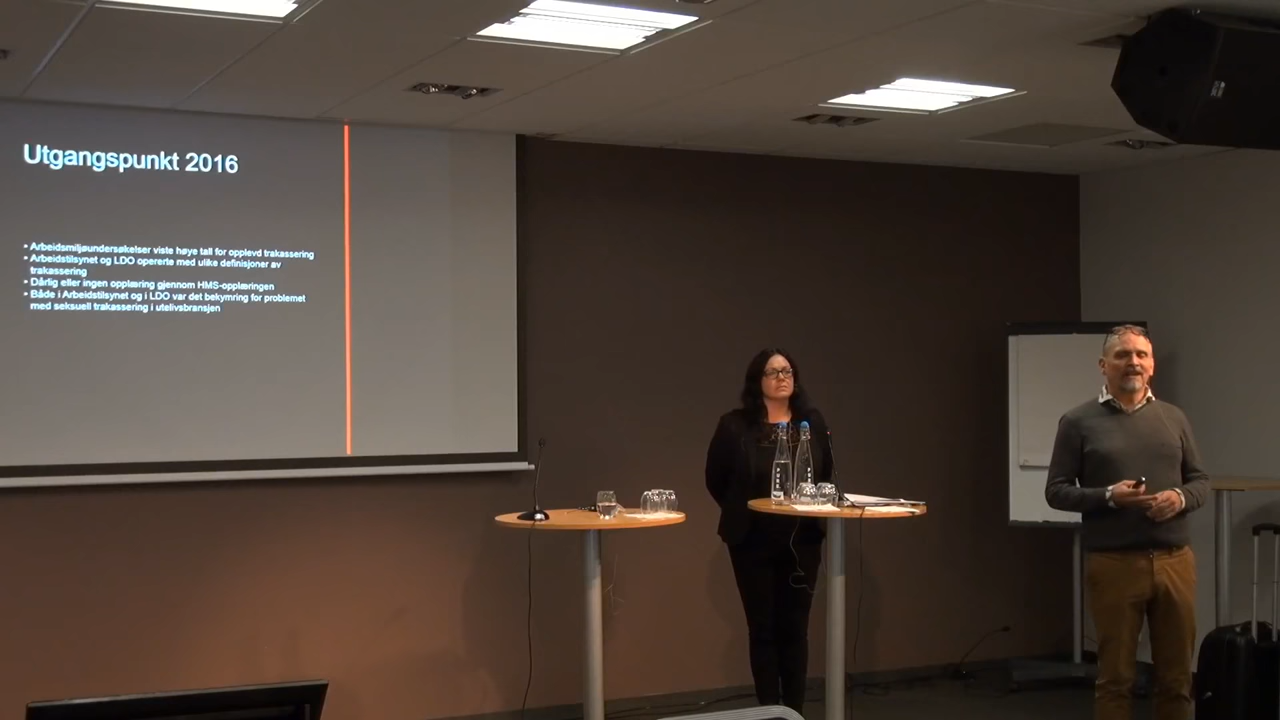 Utgangspunkt 2016
• Arbeidsmiljøundersøkelser viste høye tall for opplevd trakassering
• Arbeidstilsynet og LDO opererte med ulike definisjoner av
trakassering
• Dårlig eller ingen opplæring gjennom HMS-opplæringen
• Både i Arbeidstilsynet og i LDO var det bekymring for problemet
med seksuell trakassering i utelivsbransjen